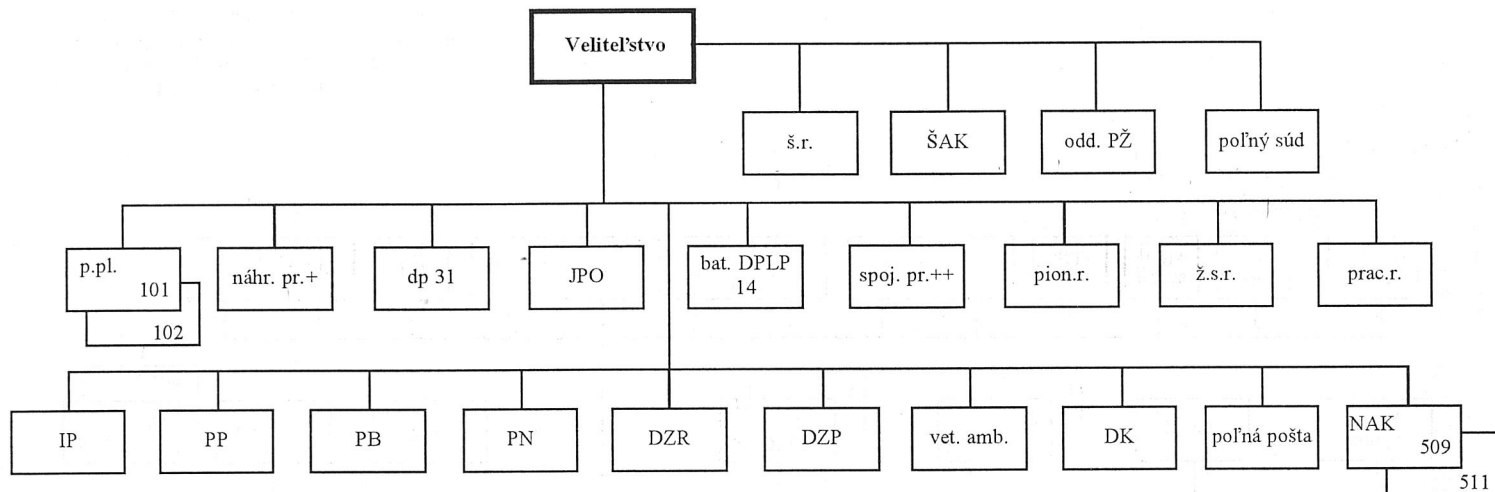 Veliteľstvo
š.r.
ŠAK
odd. PŽ
poľný súd
p.pl.
101
102
náhr. pr.+
dp 31
JPO
bat. DPLP
14
spoj. pr.++
pion.r.
ž.s.r.
prac.r.
IP
PP
PB
PN
DZR
DZP
vet. amb.
DK
poľná pošta
NAK
509
511